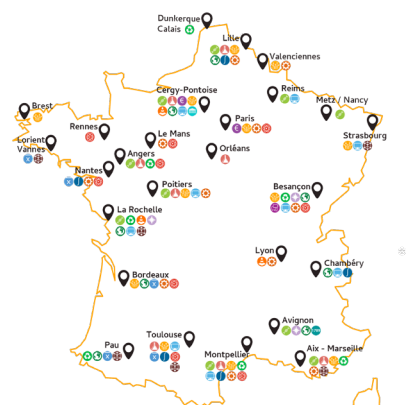 Dunkerque
Calais
Lille
Valenciennes
Cergy-Pontoise
Reims
Metz / Nancy
Brest
Rennes
Le Mans
Paris
Strasbourg
Lorient
Vannes
Angers
Orléans
Nantes
Poitiers
Besançon
La Rochelle
Lyon
Chambéry
Bordeaux
Avignon
Pau
Toulouse
Montpellier
Aix - Marseille